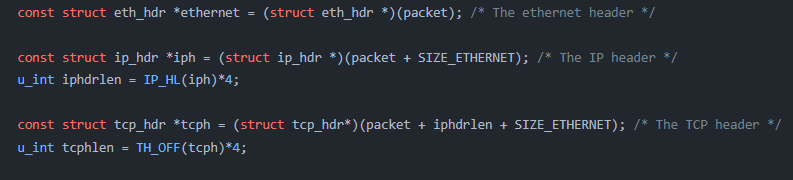 const struct eth_hdr *ethernet = (struct eth_hdr *)(packet); /* The ethernet header */
const struct ip_hdr *iph = (struct ip_hdr *)(packet + SIZE_ETHERNET); /* The IP header */
u_int iphdrlen = IP_HL(iph)*4;
const struct tcp_hdr *tcph = (struct tcp_hdr*)(packet + iphdrlen + SIZE_ETHERNET); /* The TCP header */
u_int tcphlen = TH_OFF(tcph)*4;